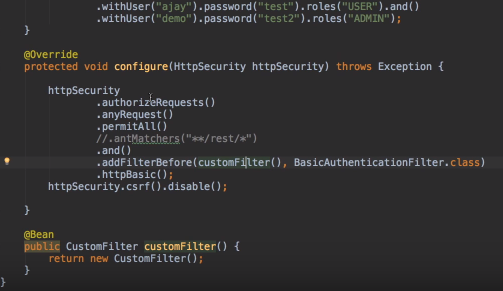 .withUser("ajay").password("test").roles("USER").and()
.withUser("demo").password("test2").roles("ADMIN");
}
@Override
protected void configure(HttpSecurity httpSecurity) throws Exception {
httpSecurity
.authorizeRequests()
.anyRequest()
.permitAll()
//.antMatchers("**/rest/*")
.and()
.addFilterBefore(customFilter(), BasicAuthenticationFilter.class)
.httpBasic();
httpSecurity.csrf().disable();
}
@Bean
public CustomFilter customFilter() {
return new CustomFilter();
}
}